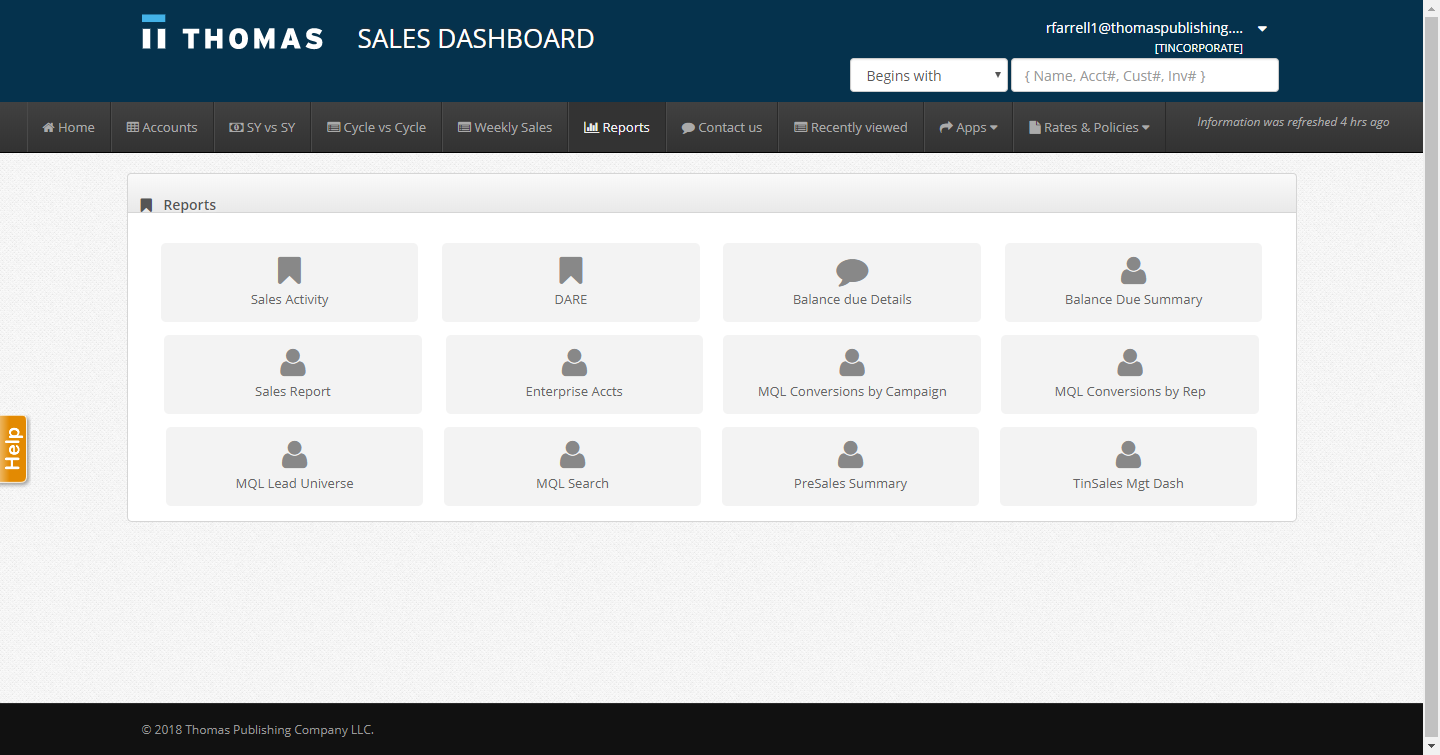 THOMAS SALES DASHBOARD
rfarrell1@thomaspublishing....
[TINCORPORATE]
Begins with { Name, Acct#, Cust#, Inv# }
Home Accounts SY vs SY Cycle vs Cycle Weekly Sales Reports Contact us Recently viewed Apps Rates & Policies Information was refreshed 4 hrs ago
Reports
Sales Activity DARE Balance due Details Balance Due Summary
Sales Report Enterprise Accts MQL Conversions by Campaign MQL Conversions by Rep
Help
MQL Lead Universe MQL Search PreSales Summary TinSales Mgt Dash
© 2018 Thomas Publishing Company LLC.